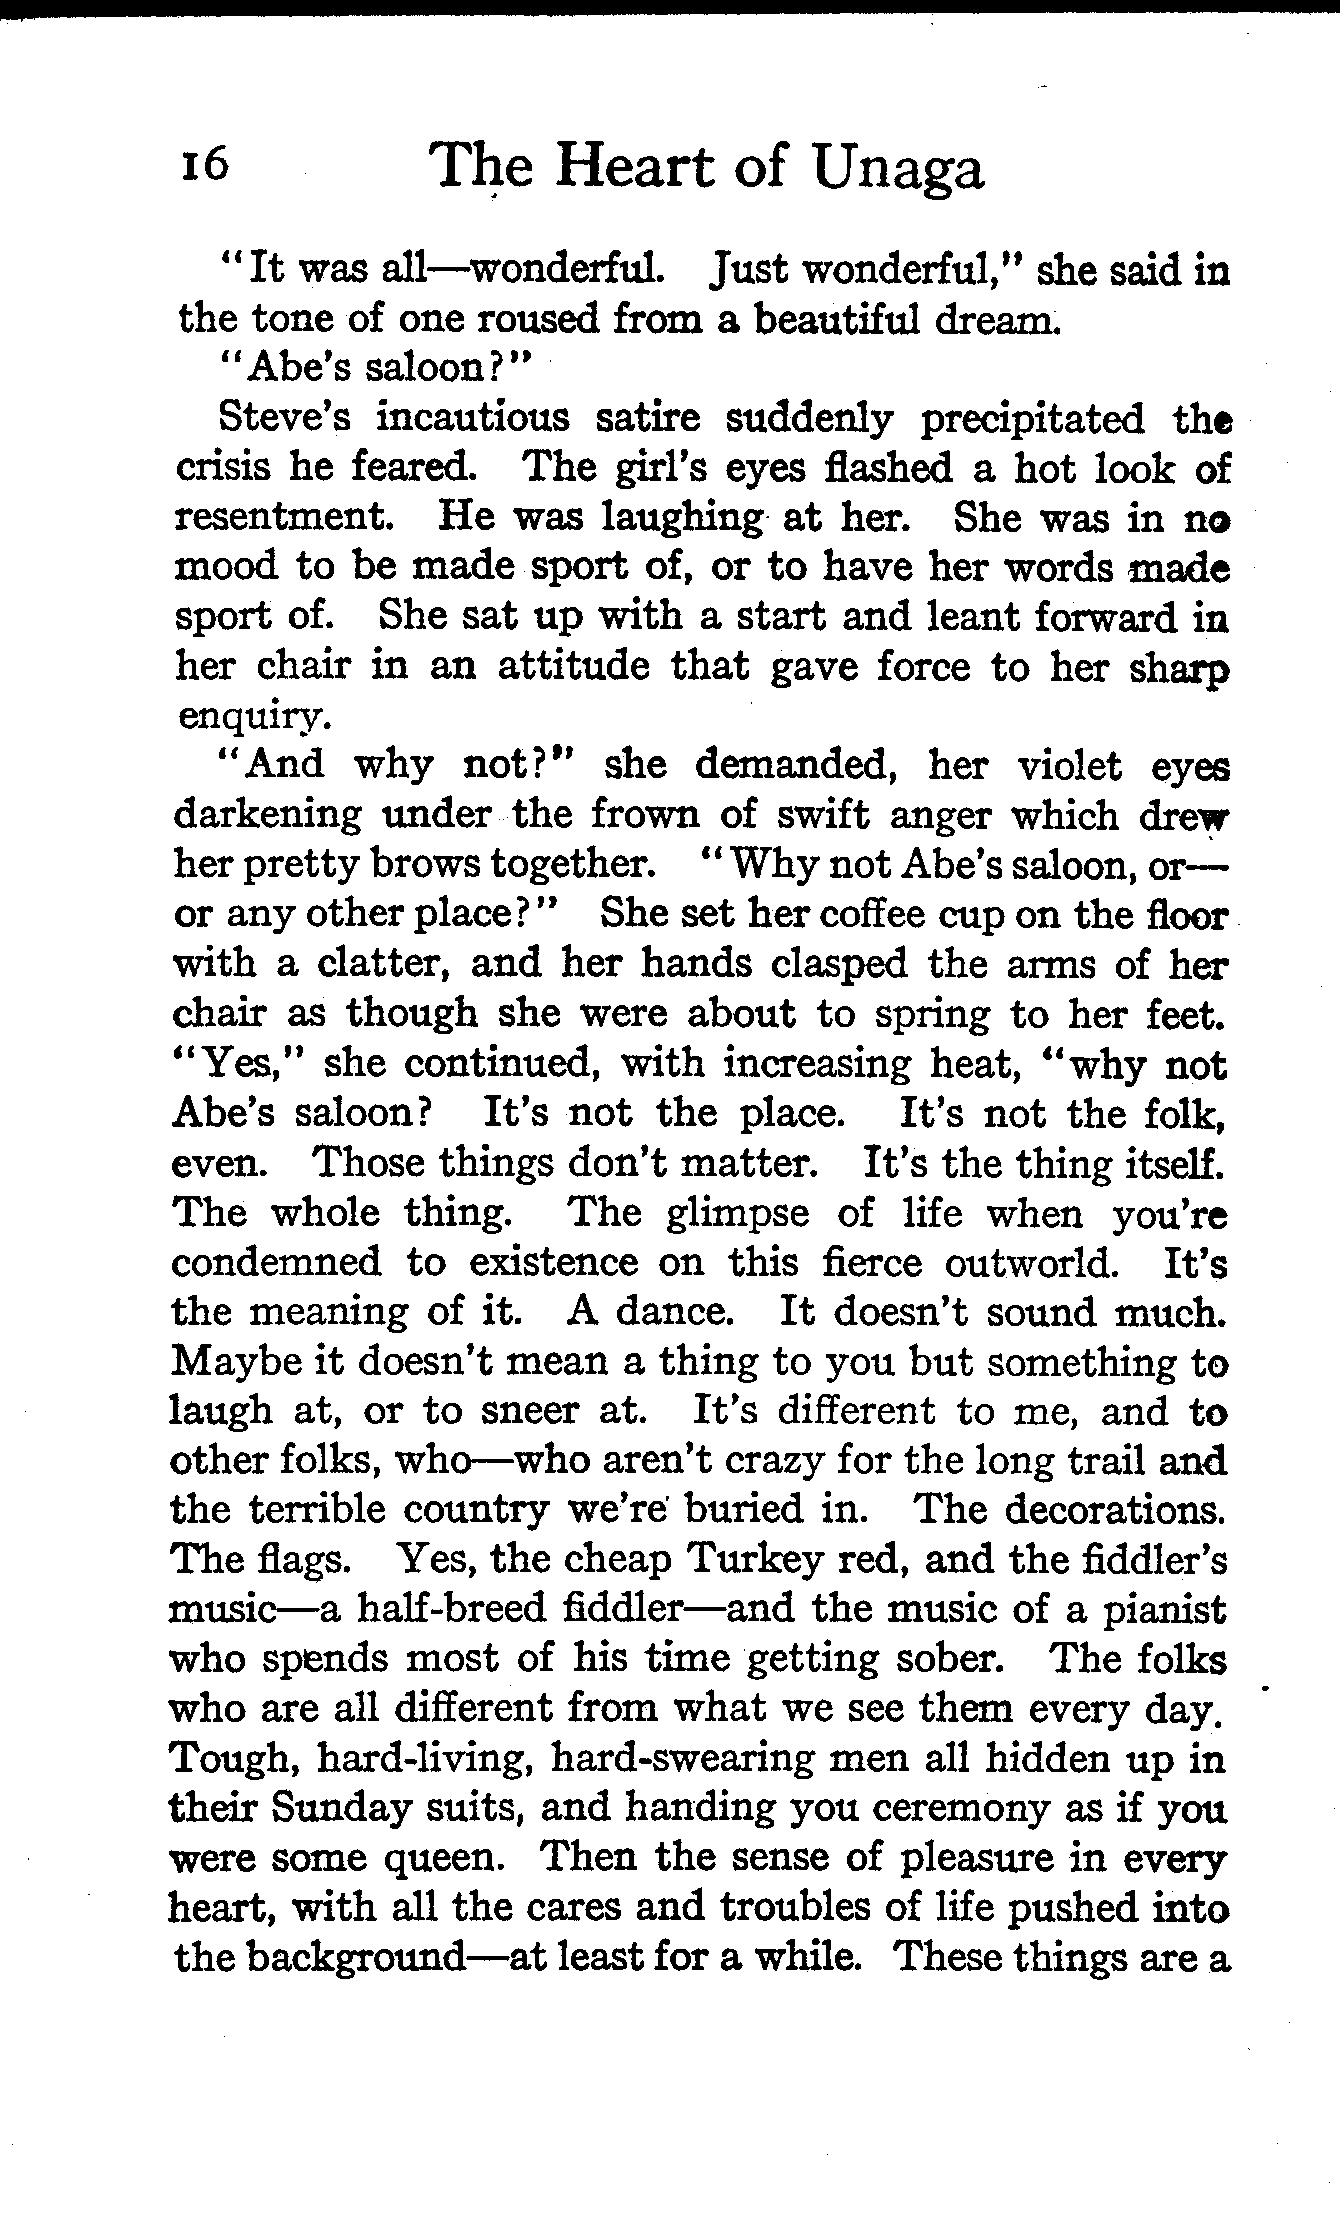 16 The Heart of Unaga
"It was all—wonderful. Just wonderful," she said in
the tone of one roused from a beautiful dream.
"Abe's saloon?"
Steve's incautious satire suddenly precipitated the
crisis he feared. The girl's eyes flashed a hot look of
resentment. He was laughing at her. She was in no
mood to be made sport of, or to have her words made
sport of. She sat up with a start and leant forward in
her chair in an attitude that gave force to her sharp
enquiry.
"And why not?" she demanded, her violet eyes
darkening under the frown of swift anger which drew
her pretty brows together. "Why not Abe's saloon, or—
or any other place?" She set her coffee cup on the floor
with a clatter, and her hands clasped the arms of her
chair as though she were about to spring to her feet.
"Yes," she continued, with increasing heat, "why not
Abe's saloon? It's not the place. It's not the folk,
even. Those things don't matter. It's the thing itself.
The whole thing. The glimpse of life when you're
condemned to existence on this fierce outworld. It's
the meaning of it. A dance. It doesn't sound much.
Maybe it doesn't mean a thing to you but something to
laugh at, or to sneer at. It's different to me, and to
other folks, who—who aren't crazy for the long trail and
the terrible country we're buried in. The decorations.
The flags. Yes, the cheap Turkey red, and the fiddler's
music—a half-breed fiddler—and the music of a pianist
who spends most of his time getting sober. The folks
who are all different from what we see them every day.
Tough, hard-living, hard-swearing men all hidden up in
their Sunday suits, and handing you ceremony as if you
were some queen. Then the sense of pleasure in every
heart, with all the cares and troubles of life pushed into
the background—at least for a while. These things are a